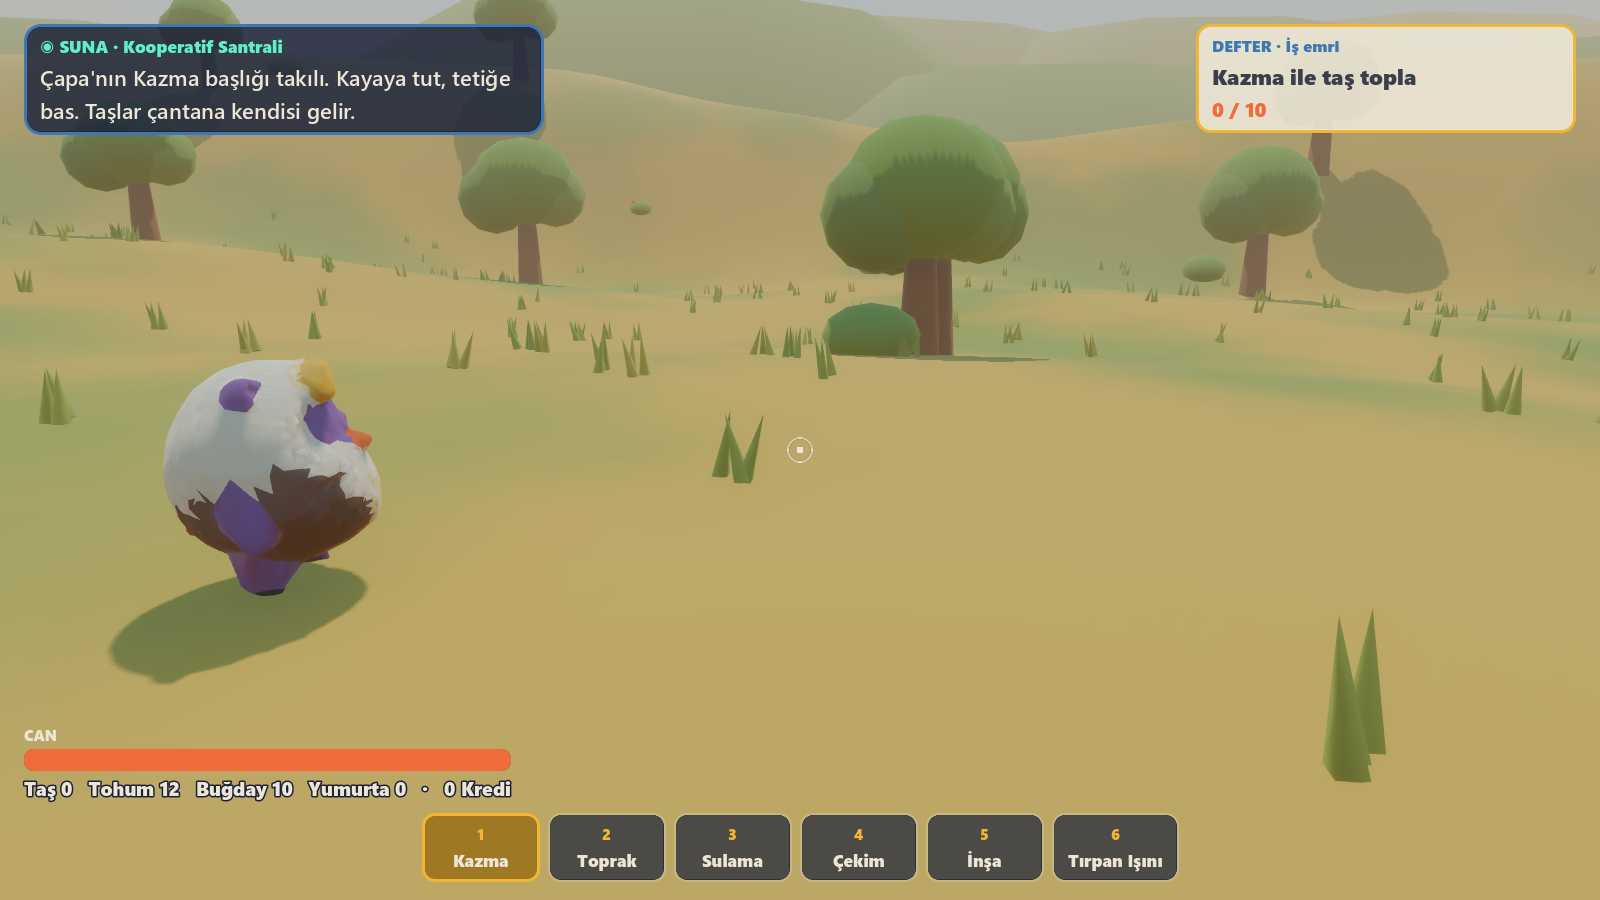 ◉ SUNA · Kooperatif Santrali
Çapa'nın Kazma başlığı takılı. Kayaya tut, tetiğe
bas. Taşlar çantana kendisi gelir.
DEFTER · İş emri
Kazma ile taş topla
0 / 10
CAN
Taş 0 Tohum 12 Buğday 10 Yumurta 0 · 0 Kredi
1
Kazma
2
Toprak
3
Sulama
4
Çekim
5
İnşa
6
Tırpan Işını